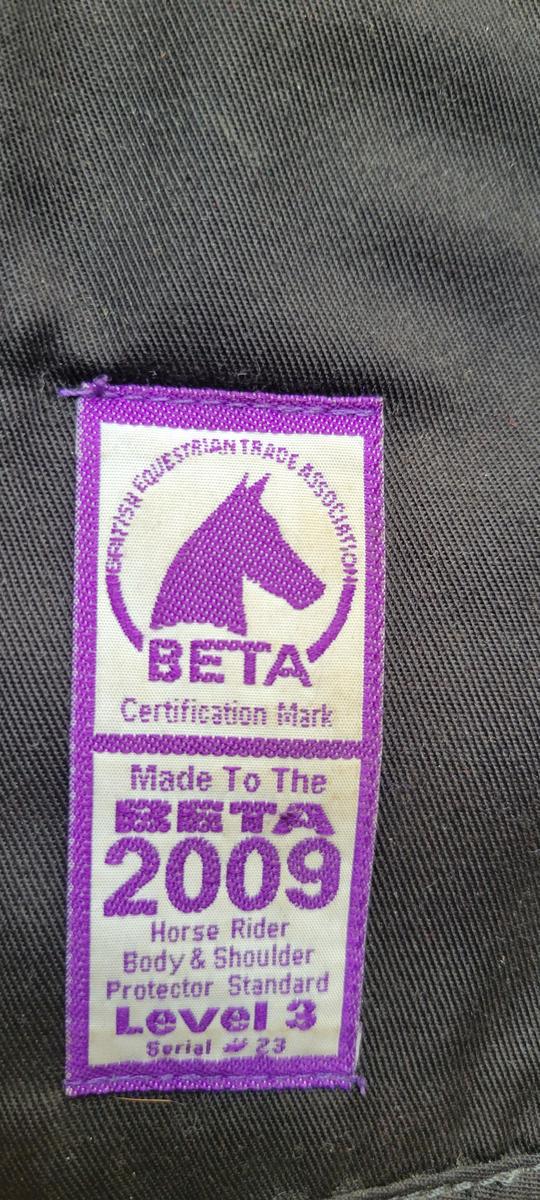 BRITISH EQUESTRIAN TRADE ASSOCIATION
BETA
Certification Mark
Made To The
BETA
2009
Horse Rider
Body & Shoulder
Protector Standard
Level 3
Serial # 23